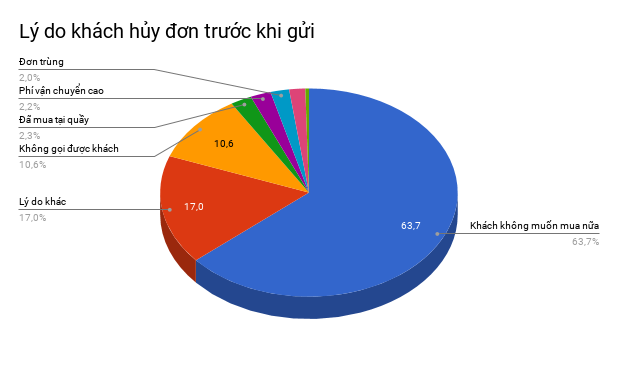 Lý do khách hủy đơn trước khi gửi
Đơn trùng
2,0%
Phí vận chuyển cao
2,2%
Đã mua tại quầy
2,3%
Không gọi được khách
10,6%
Lý do khác
17,0%
10,6
17,0
63,7
Khách không muốn mua nữa
63,7%